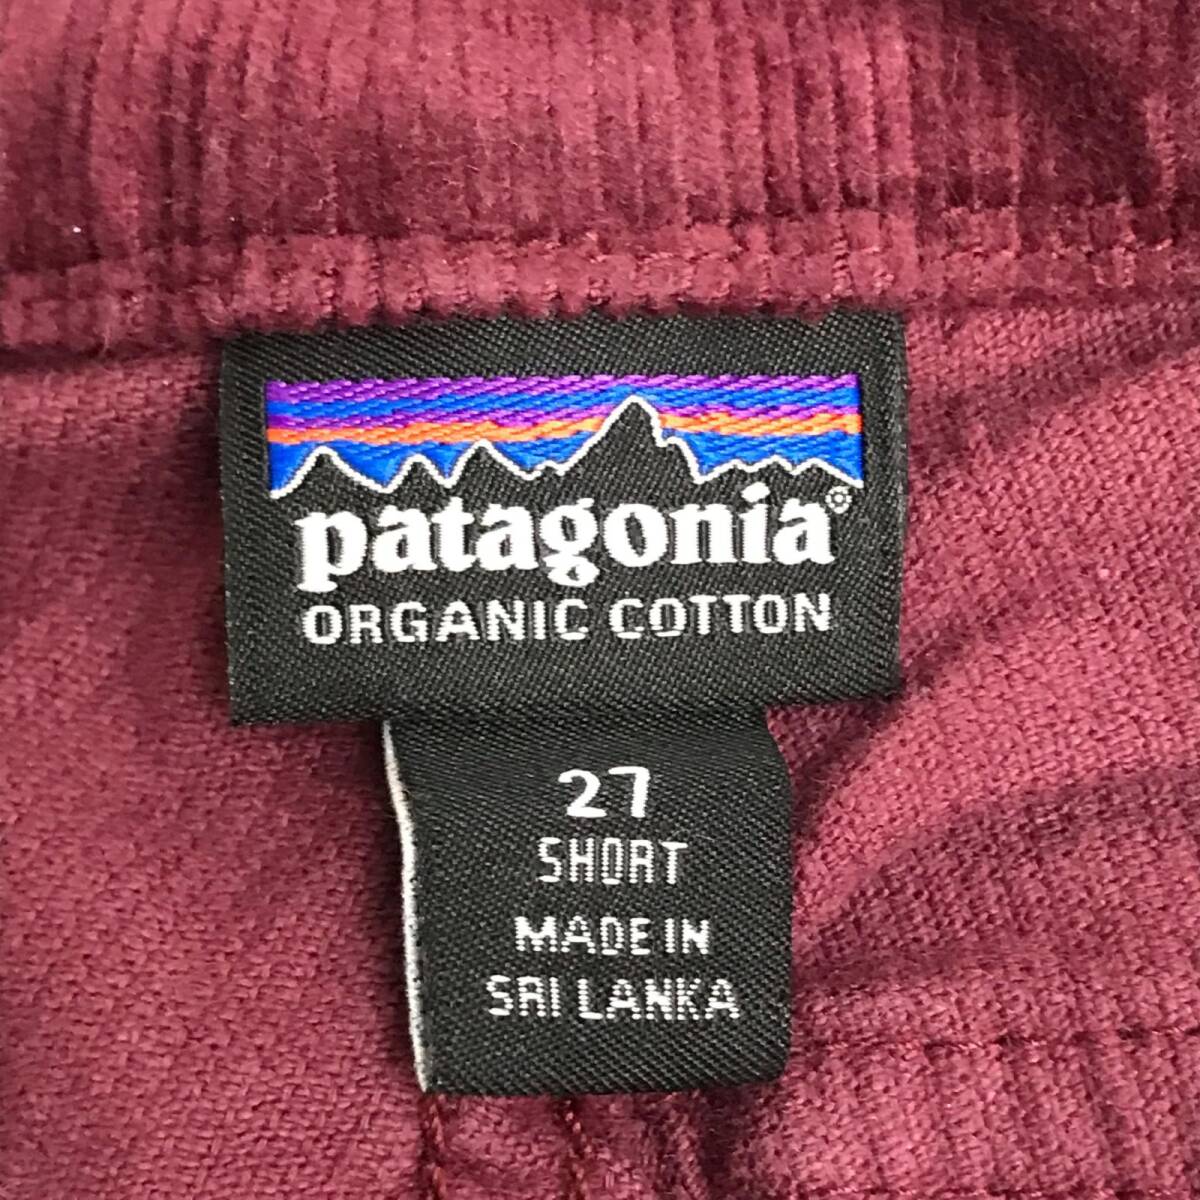 patagonia®
ORGANIC COTTON
27
SHORT
MADE IN
SRI LANKA